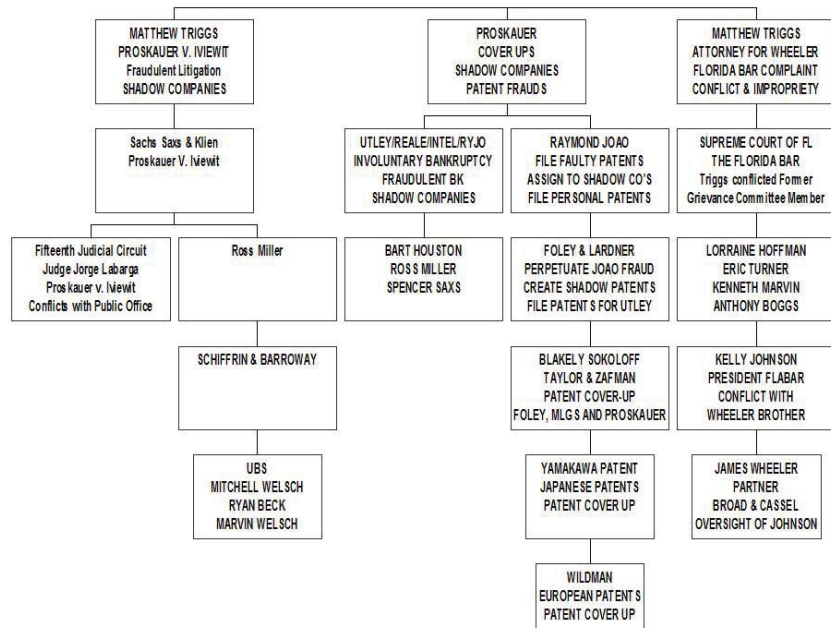 MATTHEW TRIGGS
PROSKAUER V. IVIEWIT
Fraudulent Litigation
SHADOW COMPANIES
PROSKAUER
COVER UPS
SHADOW COMPANIES
PATENT FRAUDS
MATTHEW TRIGGS
ATTORNEY FOR WHEELER
FLORIDA BAR COMPLAINT
CONFLICT & IMPROPRIETY
Sachs Saxs & Klien
Proskauer V. Iviewit
UTLEY/REALE/INTEL/RYJO
INVOLUNTARY BANKRUPTCY
FRAUDULENT BK
SHADOW COMPANIES
RAYMOND JOAO
FILE FAULTY PATENTS
ASSIGN TO SHADOW CO'S
FILE PERSONAL PATENTS
SUPREME COURT OF FL
THE FLORIDA BAR
Triggs conflicted Former
Grievance Committee Member
Fifteenth Judicial Circuit
Judge Jorge Labarga
Proskauer v. Iviewit
Conflicts with Public Office
Ross Miller
BART HOUSTON
ROSS MILLER
SPENCER SAXS
FOLEY & LARDNER
PERPETUATE JOAO FRAUD
CREATE SHADOW PATENTS
FILE PATENTS FOR UTLEY
LORRAINE HOFFMAN
ERIC TURNER
KENNETH MARVIN
ANTHONY BOGGS
SCHIFFRIN & BARROWAY
BLAKELY SOKOLOFF
TAYLOR & ZAFMAN
PATENT COVER-UP
FOLEY, MLGS AND PROSKAUER
KELLY JOHNSON
PRESIDENT FLABAR
CONFLICT WITH
WHEELER BROTHER
UBS
MITCHELL WELSCH
RYAN BECK
MARVIN WELSCH
YAMAKAWA PATENT
JAPANESE PATENTS
PATENT COVER UP
JAMES WHEELER
PARTNER
BROAD & CASSEL
OVERSIGHT OF JOHNSON
WILDMAN
EUROPEAN PATENTS
PATENT COVER UP